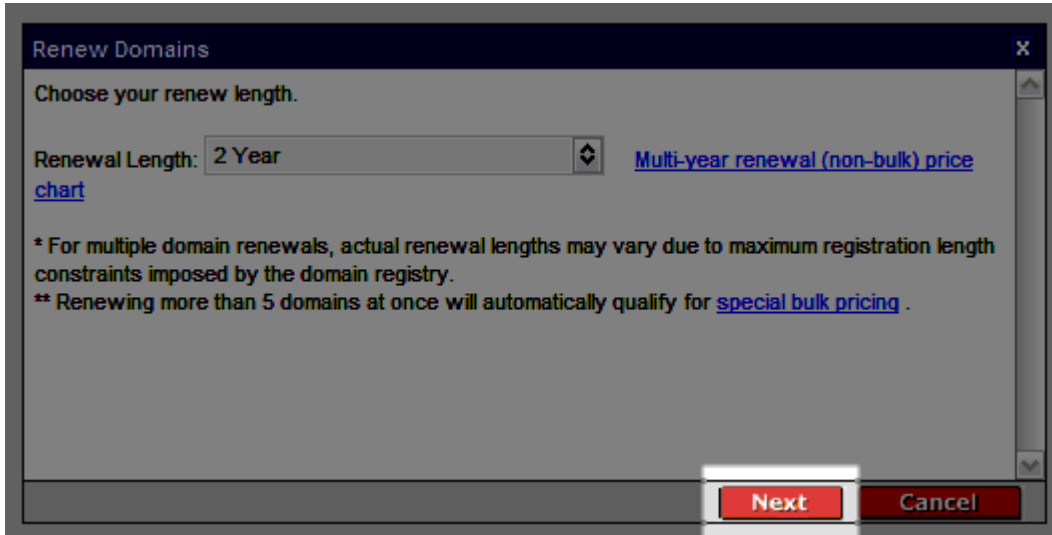 Renew Domains x
Choose your renew length.
Renewal Length: 2 Year Multi-year renewal (non-bulk) price
chart
* For multiple domain renewals, actual renewal lengths may vary due to maximum registration length
constraints imposed by the domain registry.
** Renewing more than 5 domains at once will automatically qualify for special bulk pricing .
Next Cancel